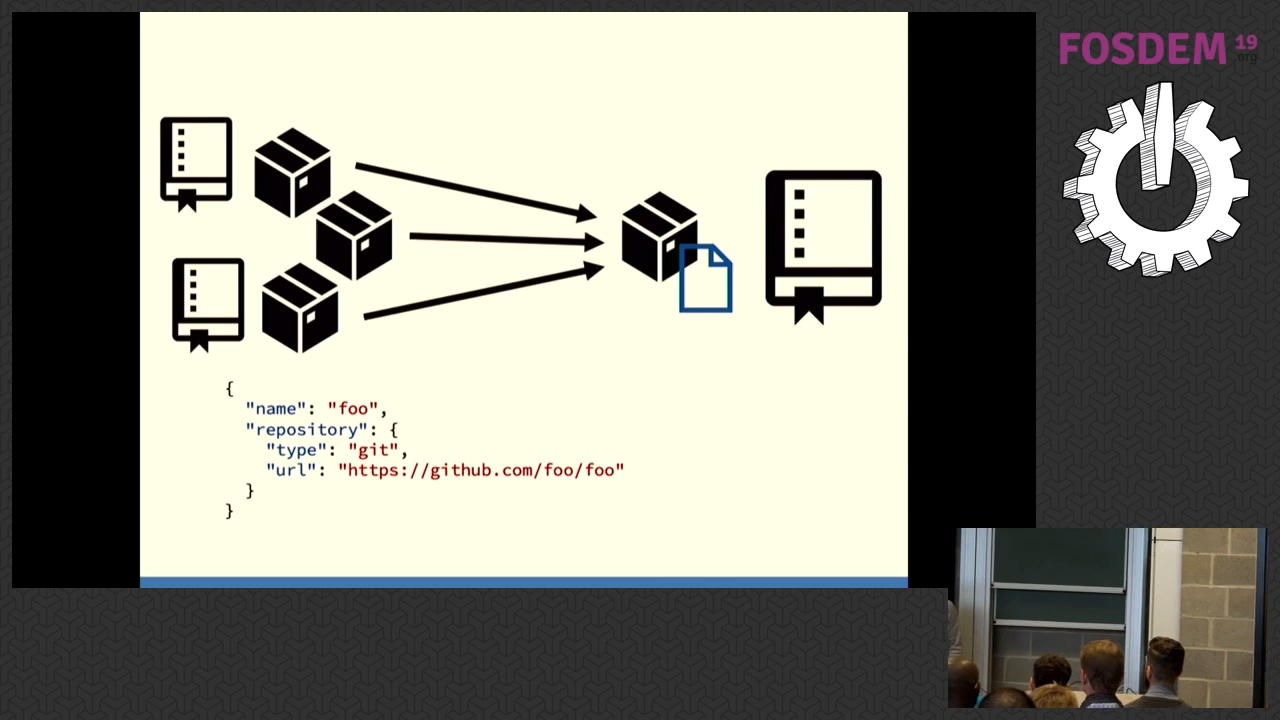 FOSDEM 19
.org
{
"name": "foo",
"repository": {
"type": "git",
"url": "https://github.com/foo/foo"
}
}